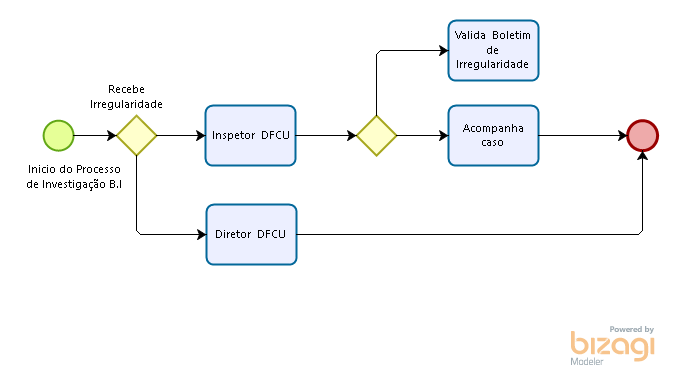 Valida Boletim
de
Irregularidade
Recebe
Irregularidade
Inspetor DFCU
Acompanha
caso
Inicio do Processo
de Investigação B.I
Diretor DFCU
Powered by
bizagi
Modeler